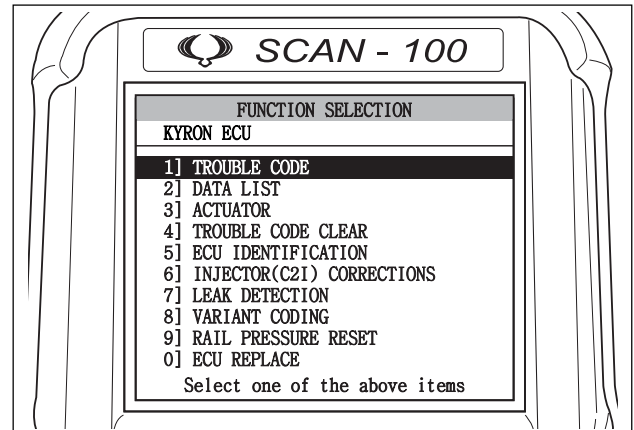 SCAN - 100
FUNCTION SELECTION
KYRON ECU
1] TROUBLE CODE
2] DATA LIST
3] ACTUATOR
4] TROUBLE CODE CLEAR
5] ECU IDENTIFICATION
6] INJECTOR(C2I) CORRECTIONS
7] LEAK DETECTION
8] VARIANT CODING
9] RAIL PRESSURE RESET
0] ECU REPLACE
Select one of the above items